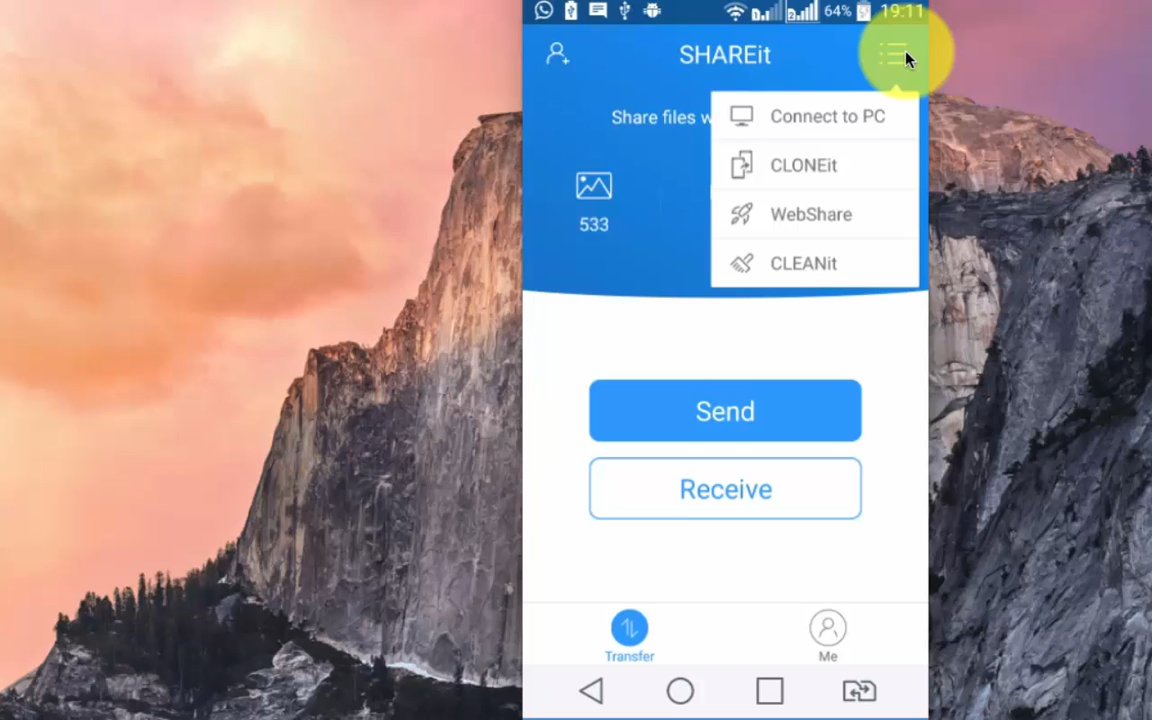 64% 19:11
SHAREit
Share files w
Connect to PC
CLONEit
WebShare
CLEANit
533
Send
Receive
Transfer
Me